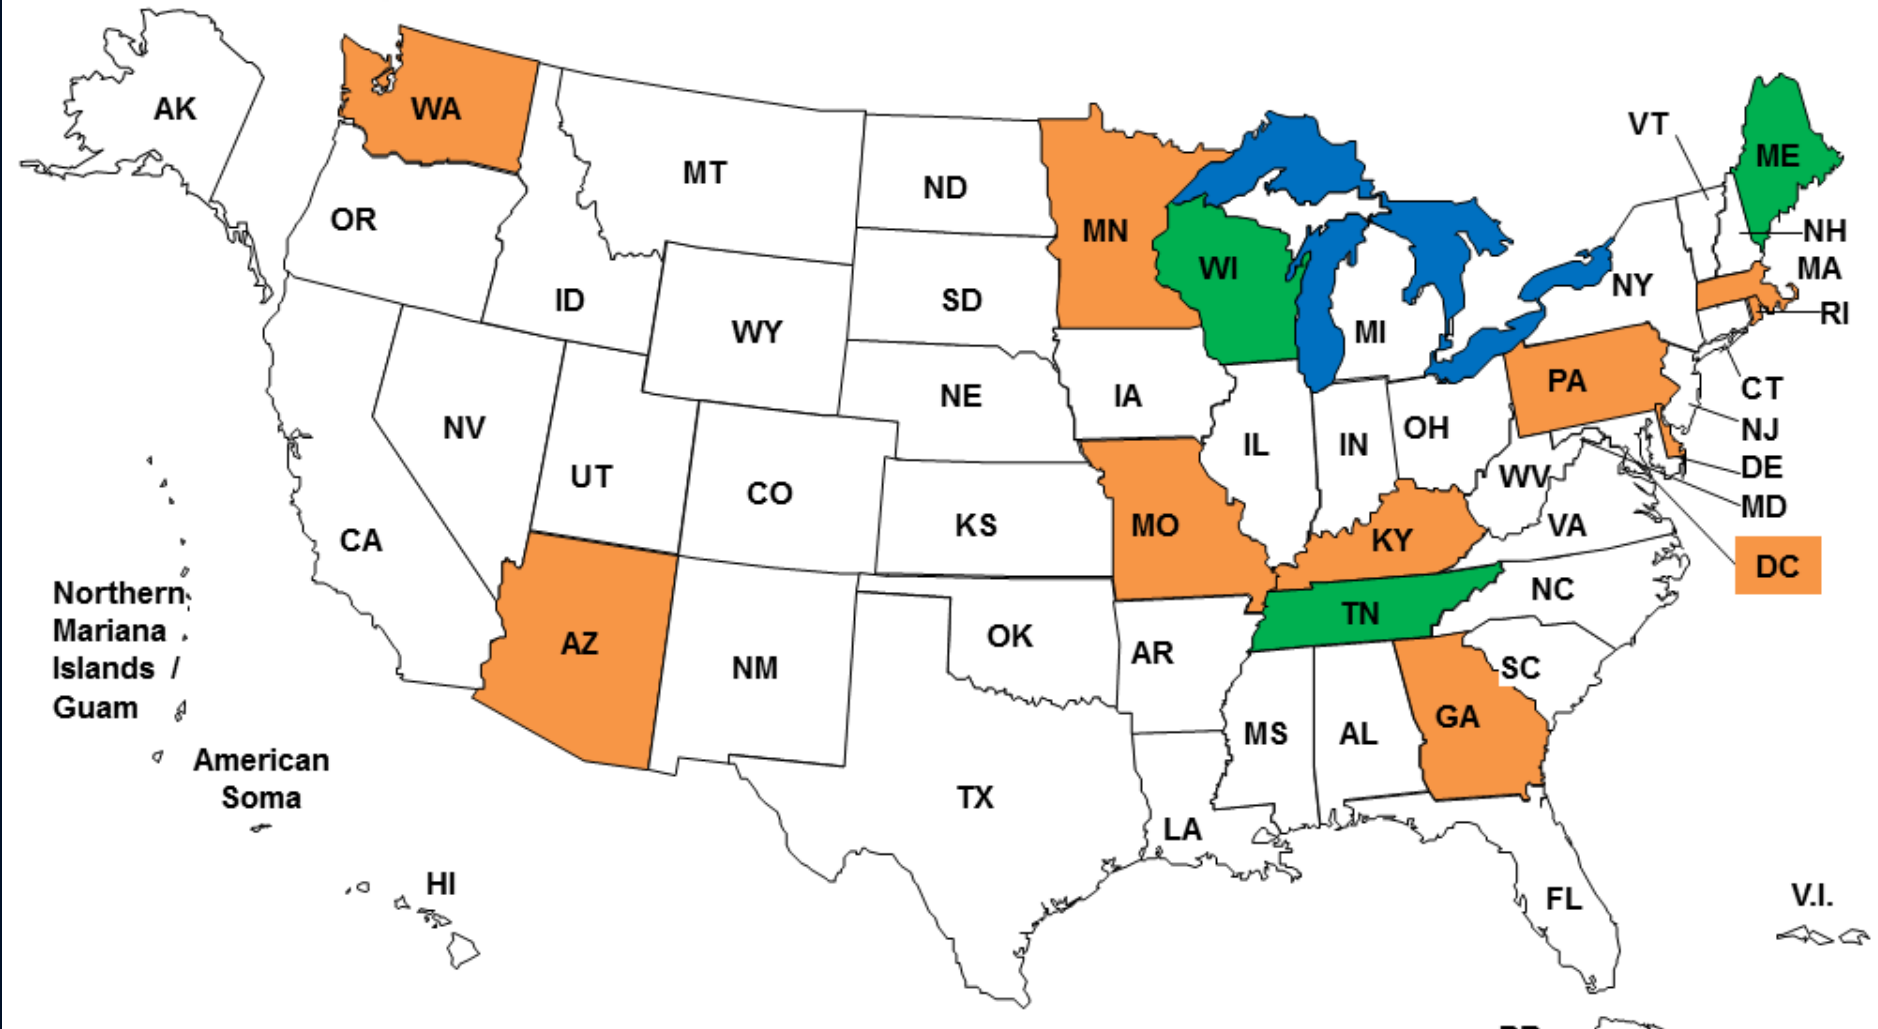 AK
WA
MT
ND
MN
WI
VT
ME
NH
MA
RI
OR
ID
WY
SD
MI
NY
NV
UT
CO
NE
IA
IL
IN
OH
PA
CT
NJ
DE
MD
DC
WV
VA
CA
KS
MO
KY
NC
TN
AZ
NM
OK
AR
SC
GA
MS
AL
TX
LA
FL
Northern
Mariana
Islands /
Guam
American
Soma
HI
V.I.